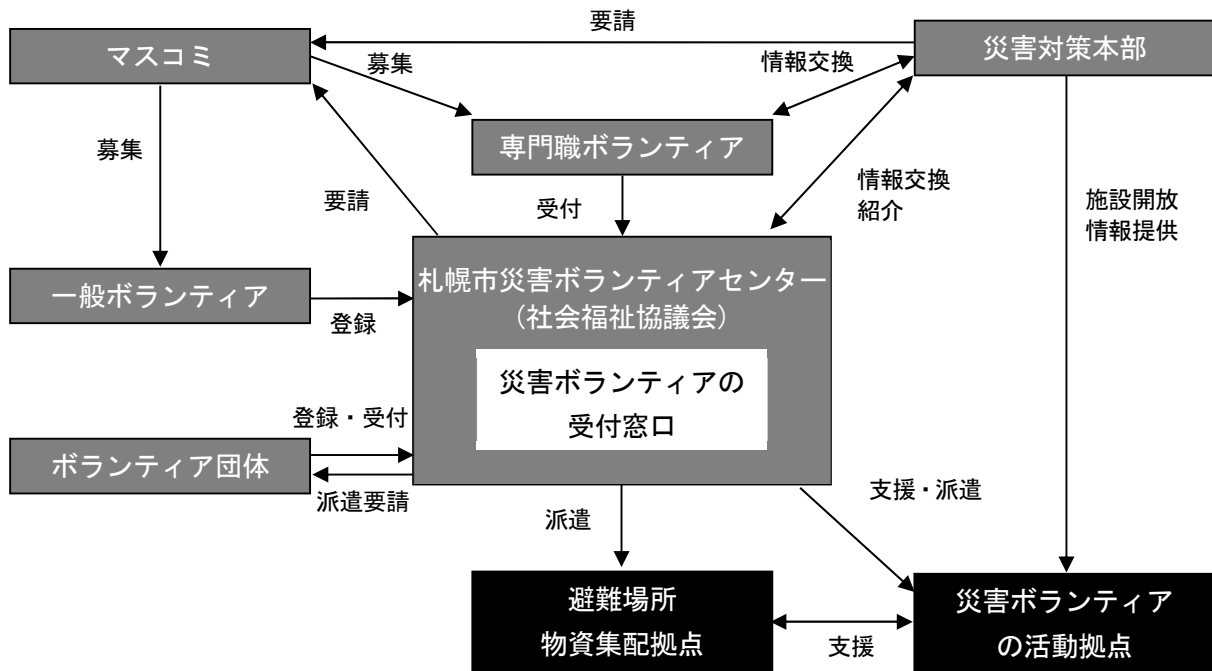 要請
マスコミ
災害対策本部
募集
情報交換
専門職ボランティア
募集
要請
受付
情報交換
紹介
施設開放
情報提供
一般ボランティア
登録
札幌市災害ボランティアセンター
（社会福祉協議会）
災害ボランティアの
受付窓口
登録・受付
ボランティア団体
派遣要請
派遣
支援・派遣
避難場所
物資集配拠点
支援
災害ボランティア
の活動拠点